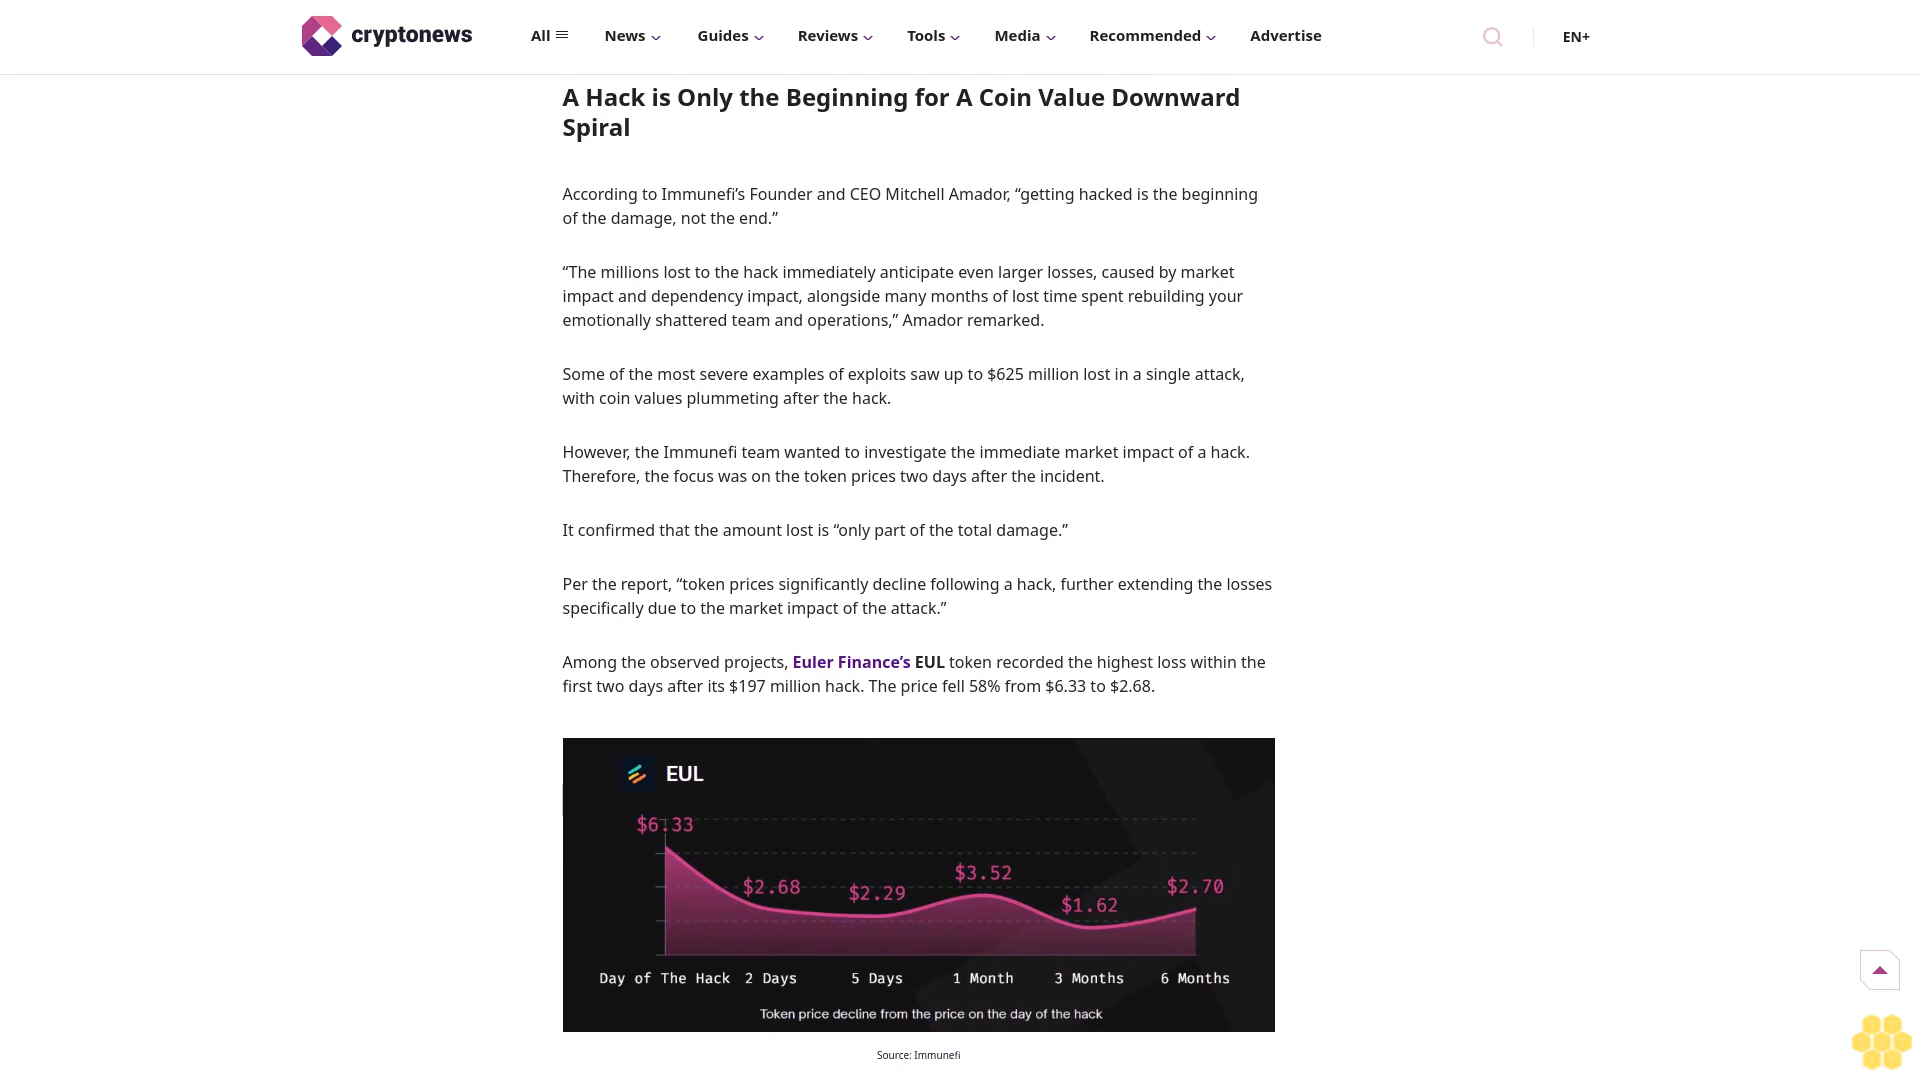 cryptonews
All
News
Guides
Reviews
Tools
Media
Recommended
Advertise
EN+
A Hack is Only the Beginning for A Coin Value Downward
Spiral
According to Immunefi’s Founder and CEO Mitchell Amador, “getting hacked is the beginning
of the damage, not the end.”
“The millions lost to the hack immediately anticipate even larger losses, caused by market
impact and dependency impact, alongside many months of lost time spent rebuilding your
emotionally shattered team and operations,” Amador remarked.
Some of the most severe examples of exploits saw up to $625 million lost in a single attack,
with coin values plummeting after the hack.
However, the Immunefi team wanted to investigate the immediate market impact of a hack.
Therefore, the focus was on the token prices two days after the incident.
It confirmed that the amount lost is “only part of the total damage.”
Per the report, “token prices significantly decline following a hack, further extending the losses
specifically due to the market impact of the attack.”
Among the observed projects, Euler Finance’s EUL token recorded the highest loss within the
first two days after its $197 million hack. The price fell 58% from $6.33 to $2.68.
EUL
$6.33
$2.68
$2.29
$3.52
$1.62
$2.70
Day of The Hack
2 Days
5 Days
1 Month
3 Months
6 Months
Token price decline from the price on the day of the hack
Source: Immunefi